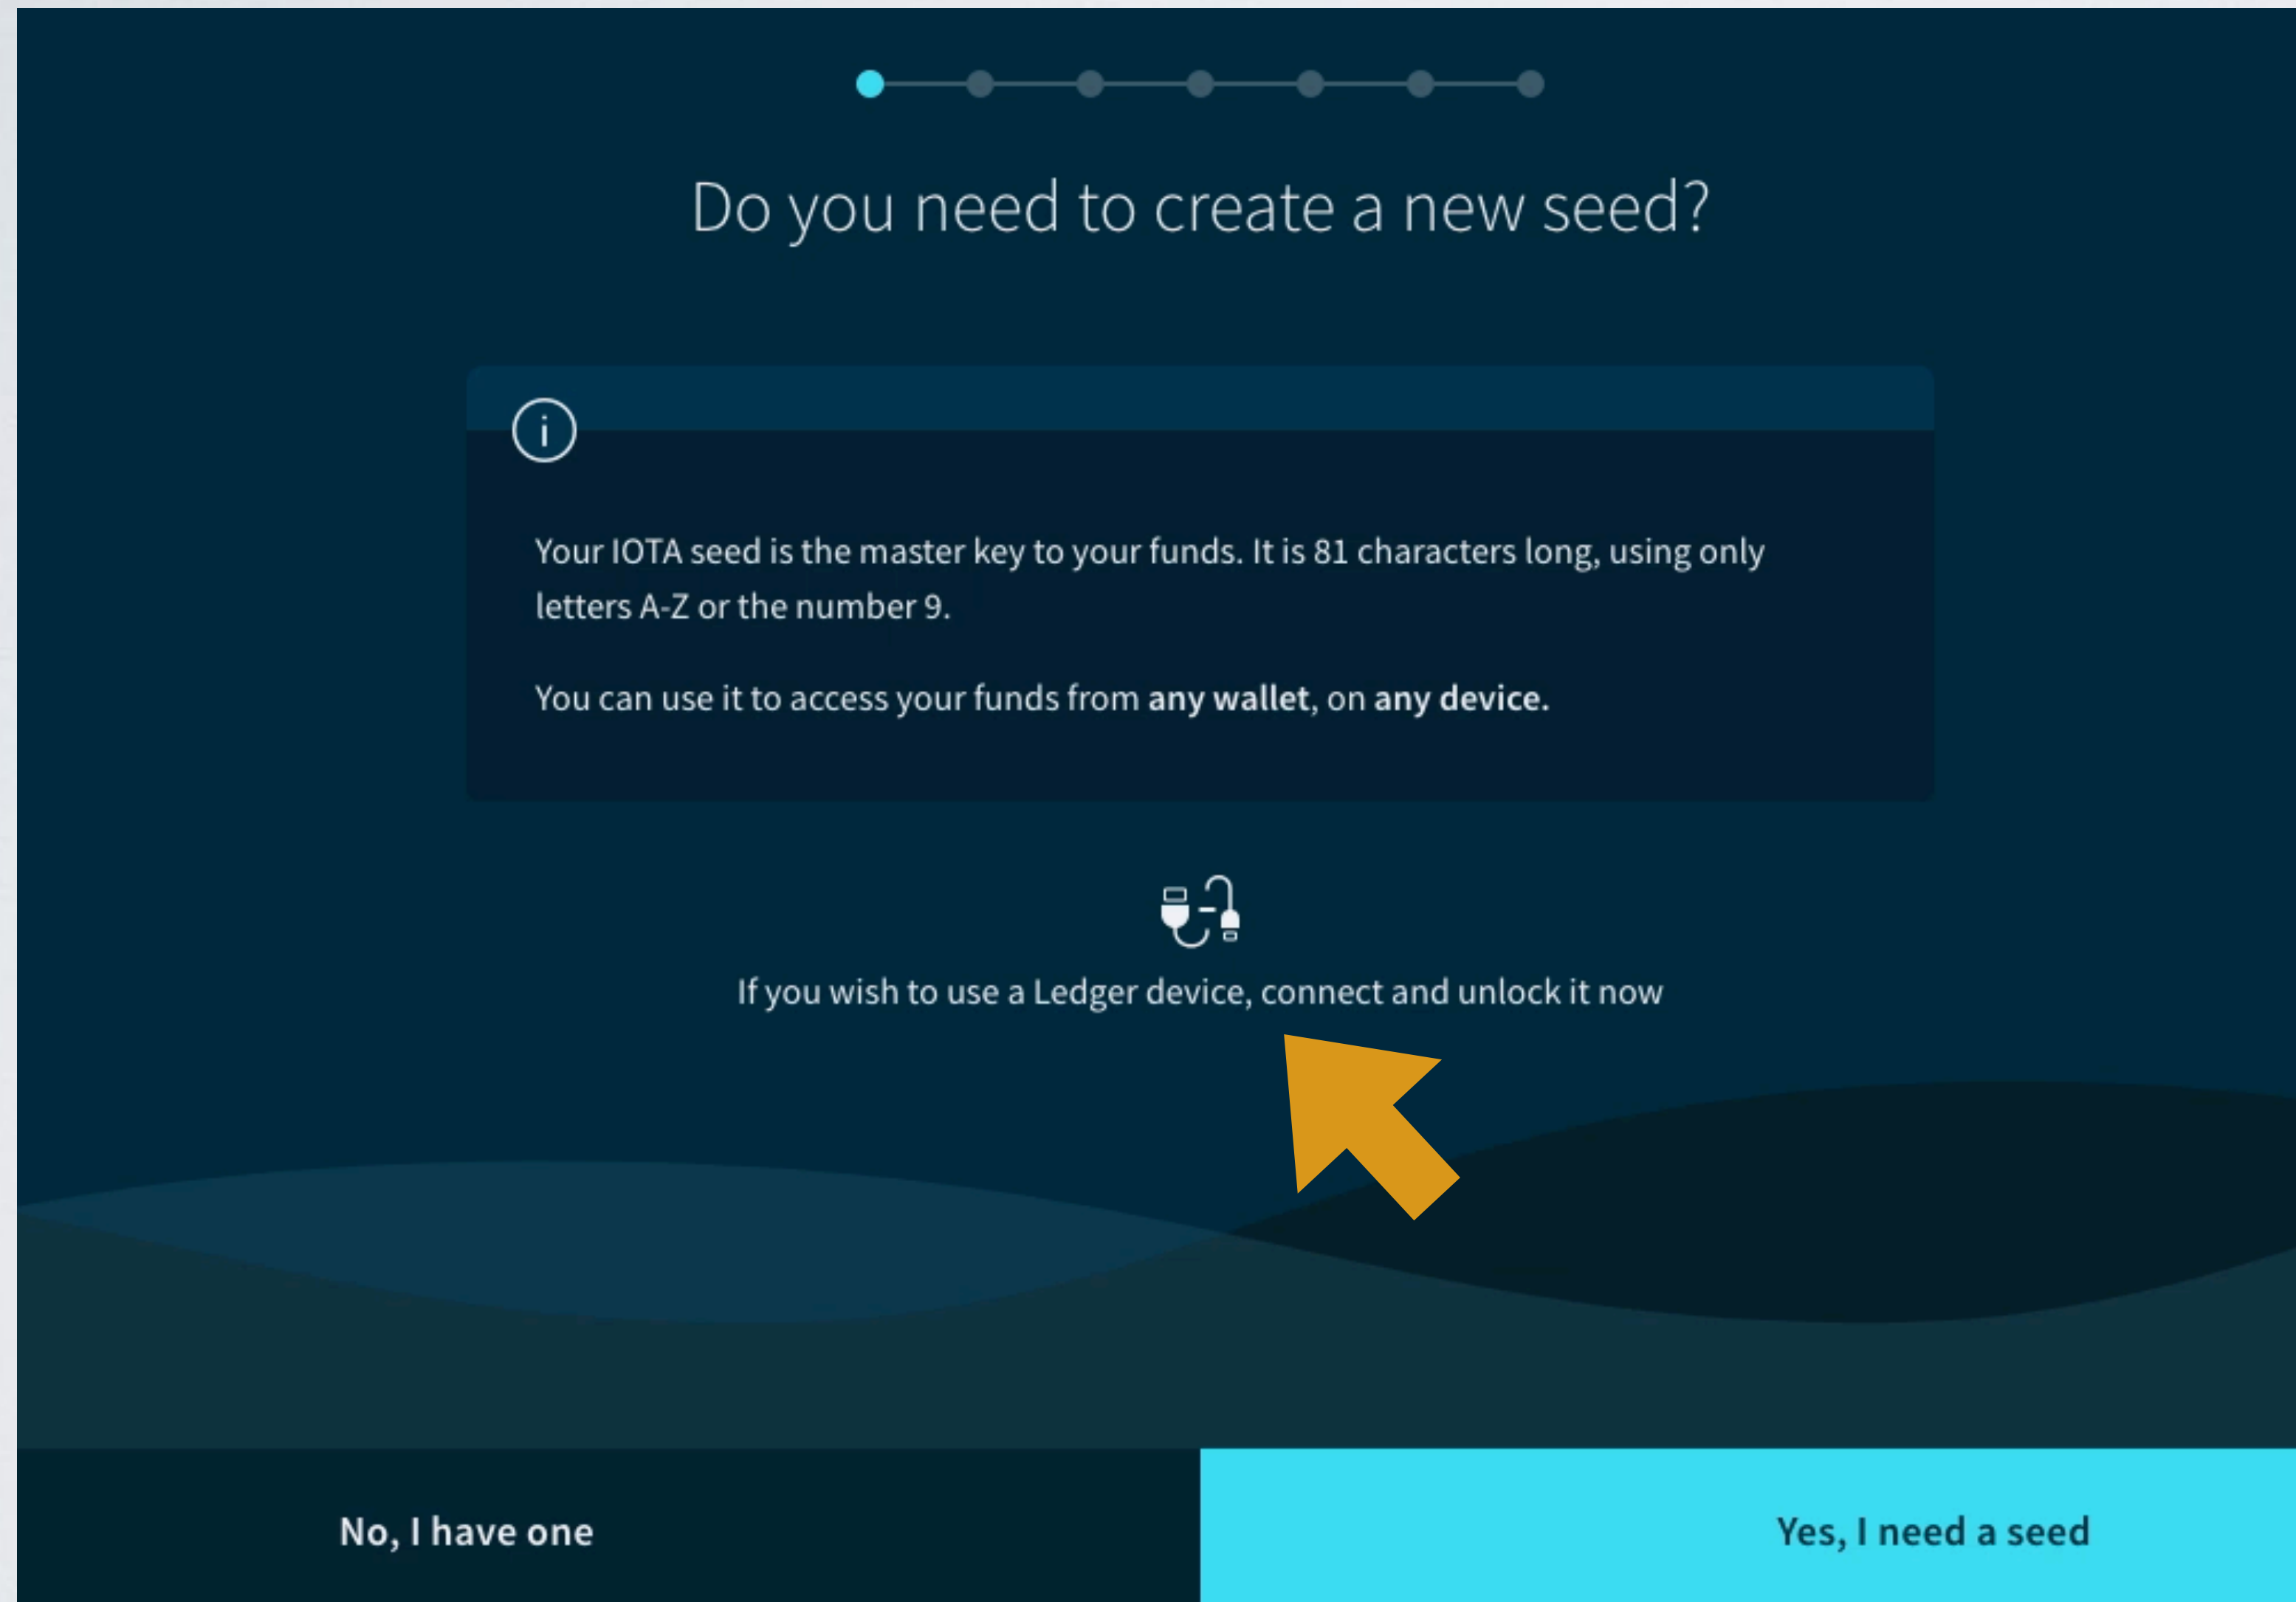 Do you need to create a new seed?
i
Your IOTA seed is the master key to your funds. It is 81 characters long, using only
letters A-Z or the number 9.
You can use it to access your funds from any wallet, on any device.
If you wish to use a Ledger device, connect and unlock it now
No, I have one
Yes, I need a seed